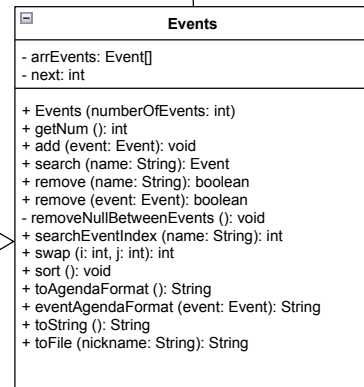 Events
- arrEvents: Event[]
- next: int
+ Events (numberOfEvents: int)
+ getNum (): int
+ add (event: Event): void
+ search (name: String): Event
+ remove (name: String): boolean
+ remove (event: Event): boolean
- removeNullBetweenEvents (): void
+ searchEventIndex (name: String): int
+ swap (i: int, j: int): int
+ sort (): void
+ toAgendaFormat (): String
+ eventAgendaFormat (event: Event): String
+ toString (): String
+ toFile (nickname: String): String